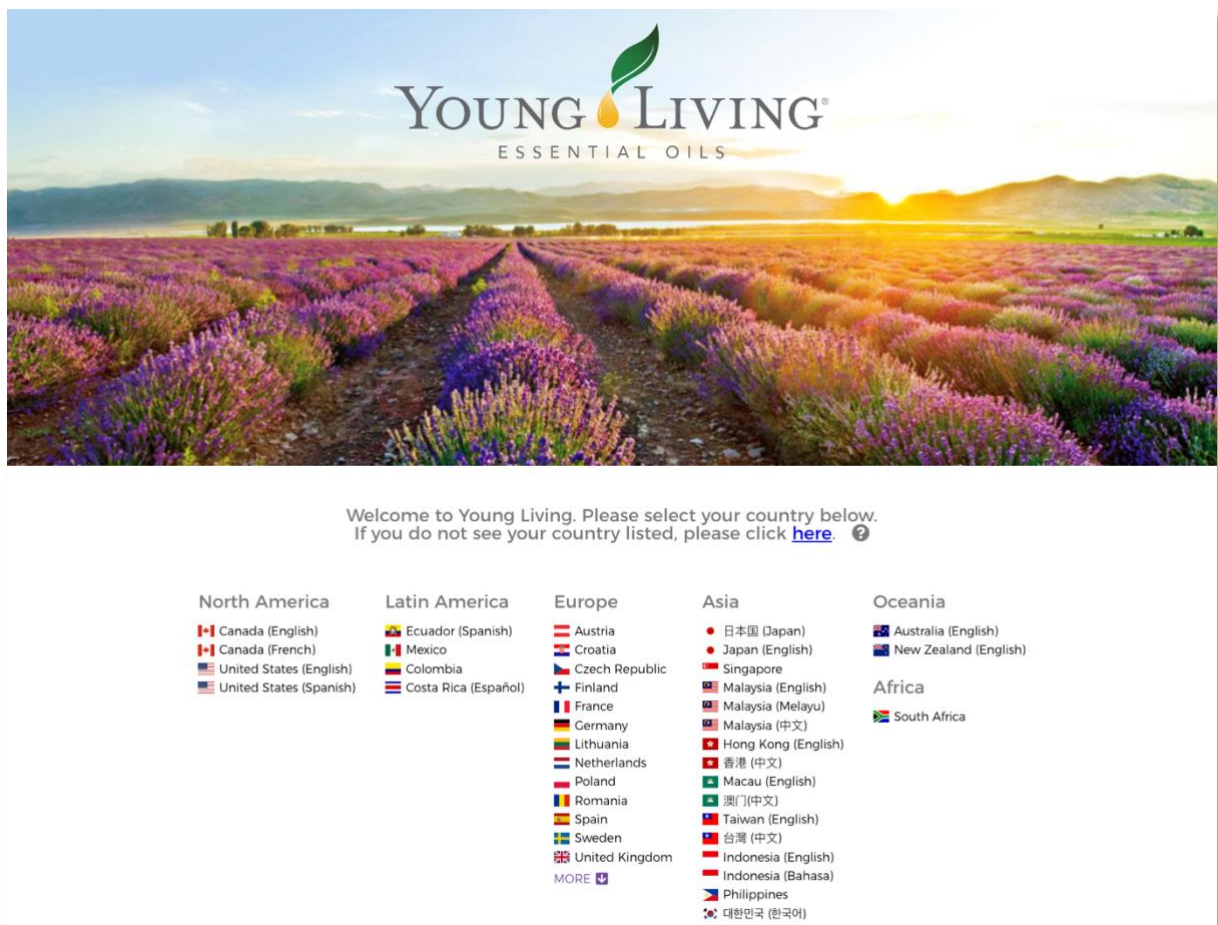 YOUNG LIVING®
ESSENTIAL OILS
Welcome to Young Living. Please select your country below.
If you do not see your country listed, please click here. ?
North America
Canada (English)
Canada (French)
United States (English)
United States (Spanish)
Latin America
Ecuador (Spanish)
Mexico
Colombia
Costa Rica (Español)
Europe
Austria
Croatia
Czech Republic
Finland
France
Germany
Lithuania
Netherlands
Poland
Romania
Spain
Sweden
United Kingdom
MORE
Asia
日本国 (Japan)
Japan (English)
Singapore
Malaysia (English)
Malaysia (Melayu)
Malaysia (中文)
Hong Kong (English)
香港 (中文)
Macau (English)
澳门(中文)
Taiwan (English)
台灣 (中文)
Indonesia (English)
Indonesia (Bahasa)
Philippines
대한민국 (한국어)
Oceania
Australia (English)
New Zealand (English)
Africa
South Africa